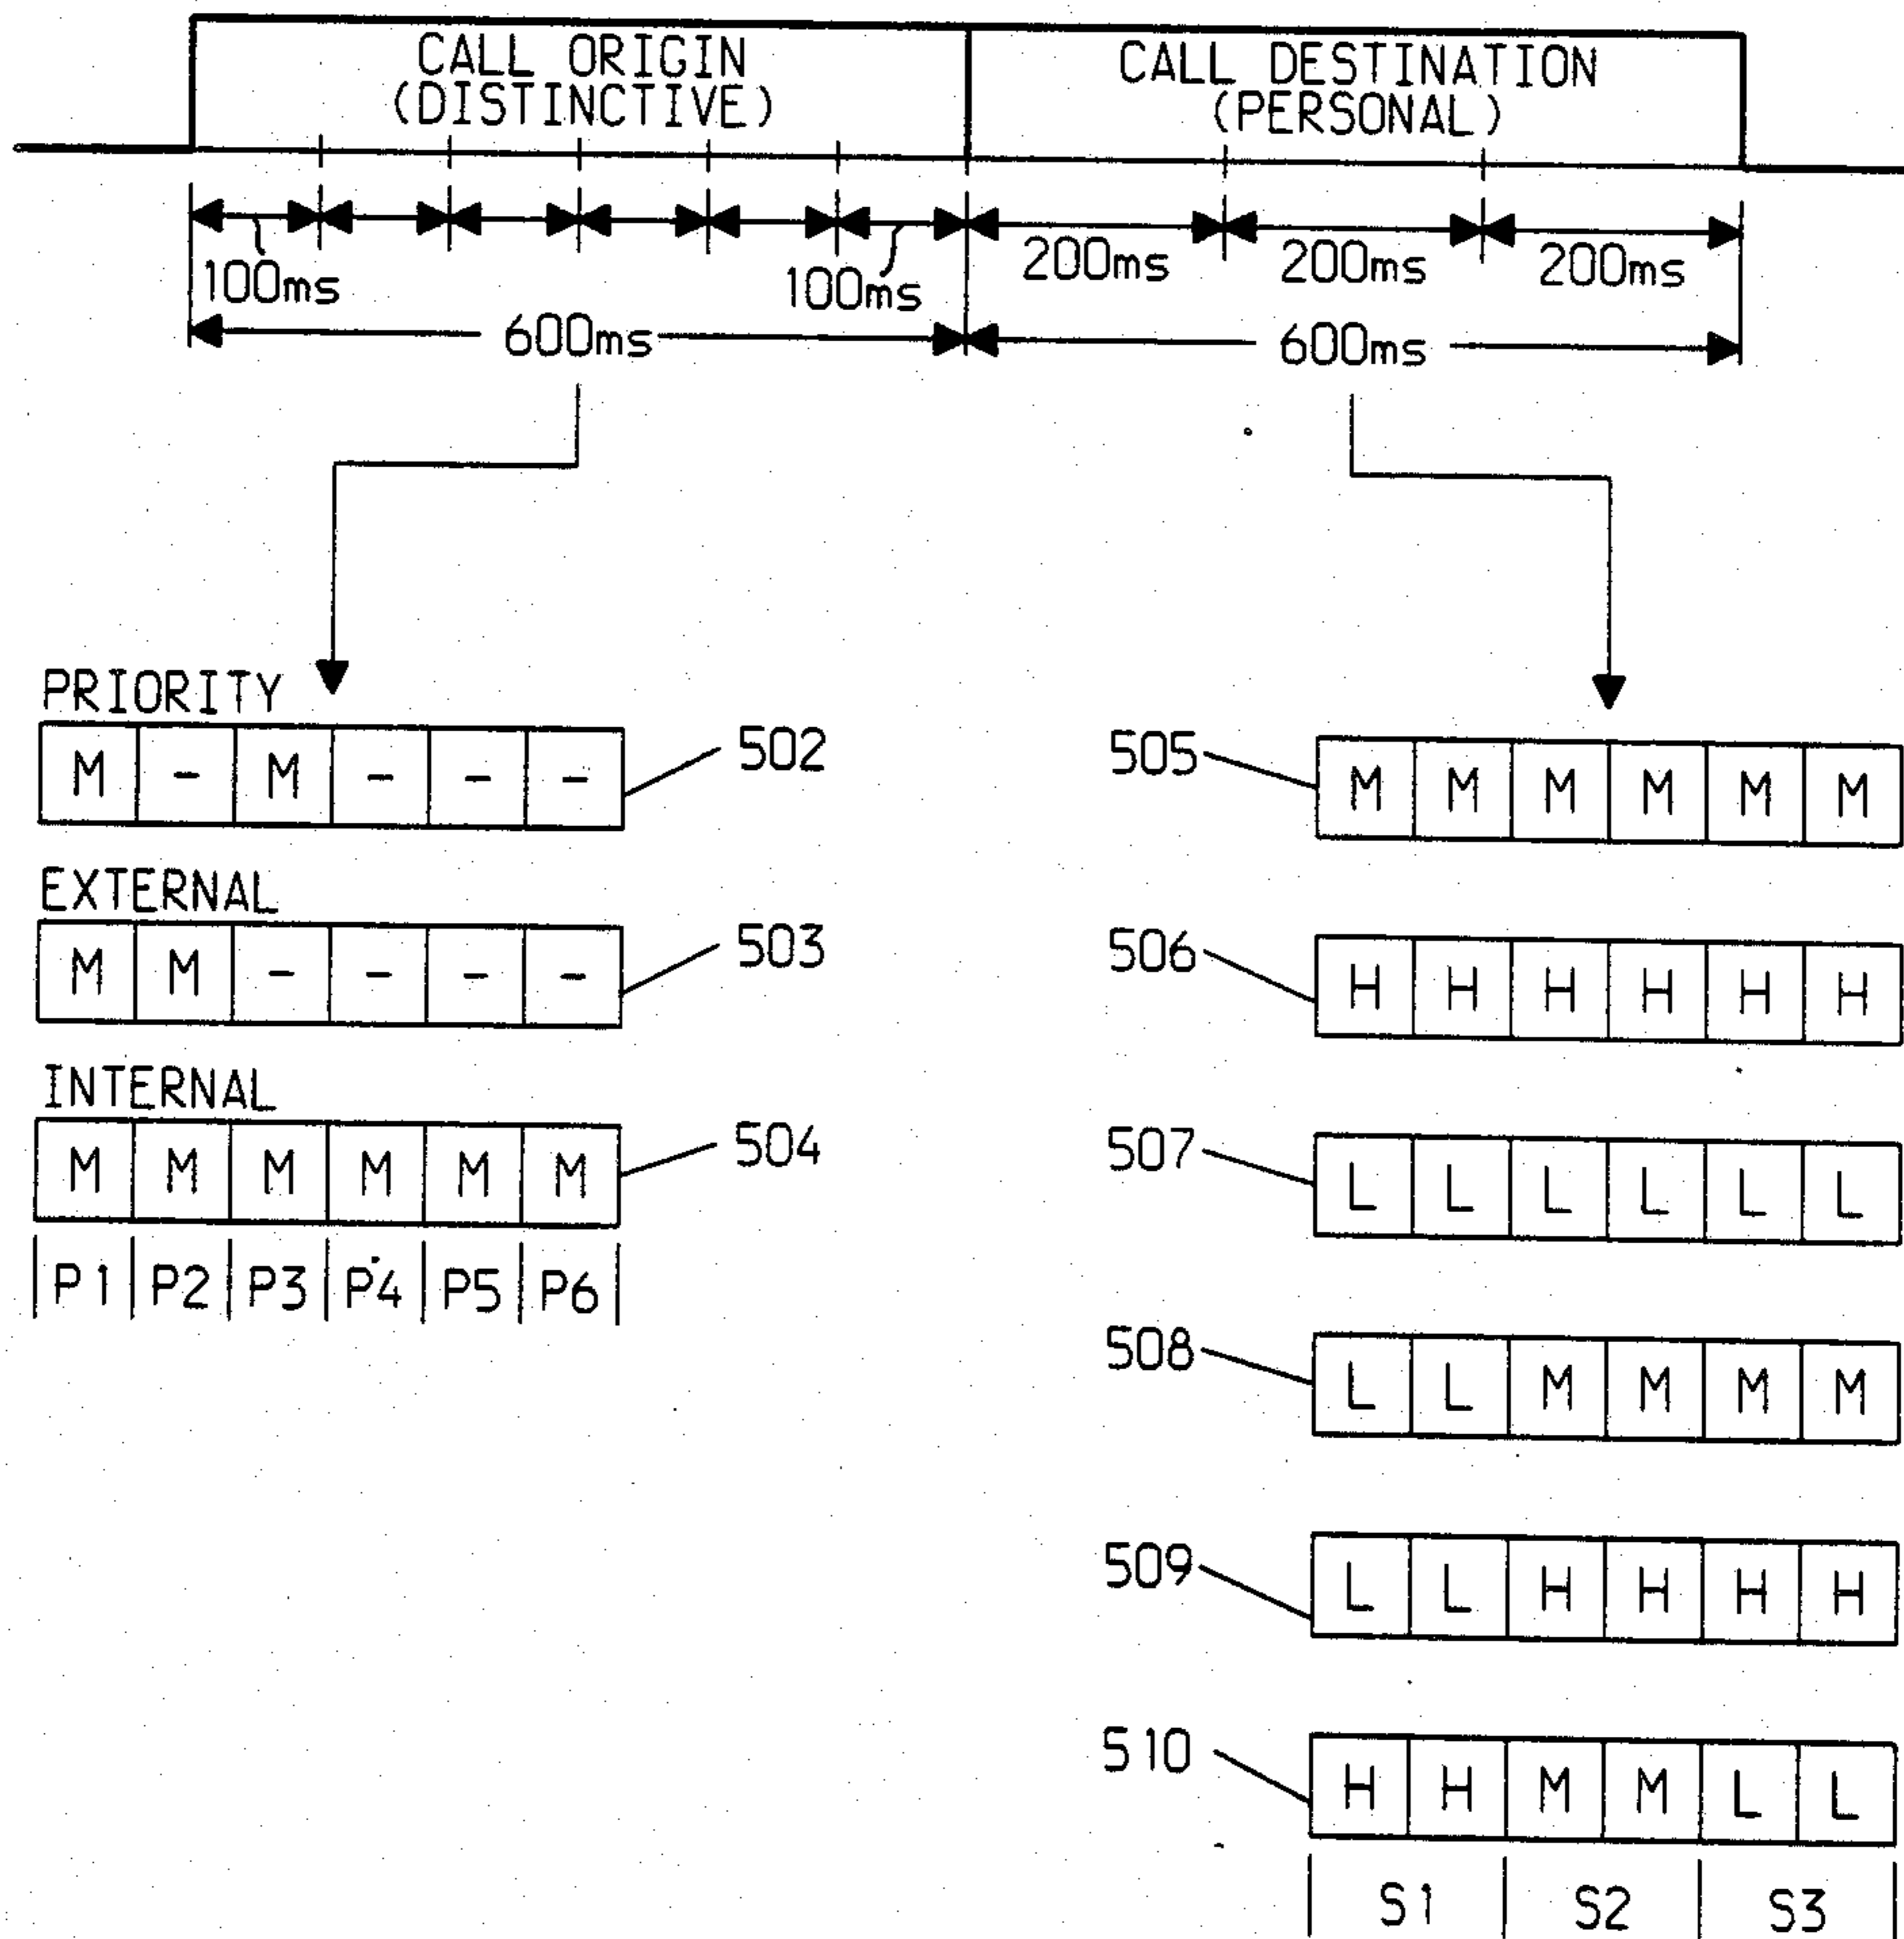 CALL ORIGIN
(DISTINCTIVE)
CALL DESTINATION
(PERSONAL)
100ms
100ms
200ms
200ms
200ms
600ms
600ms
PRIORITY
M - M - - -
502
EXTERNAL
M M - - - -
503
INTERNAL
M M M M M M
504
P1 P2 P3 P4 P5 P6
505
M M M M M M
506
H H H H H H
507
L L L L L L
508
L L M M M M
509
L L H H H H
510
H H M M L L
S1 S2 S3